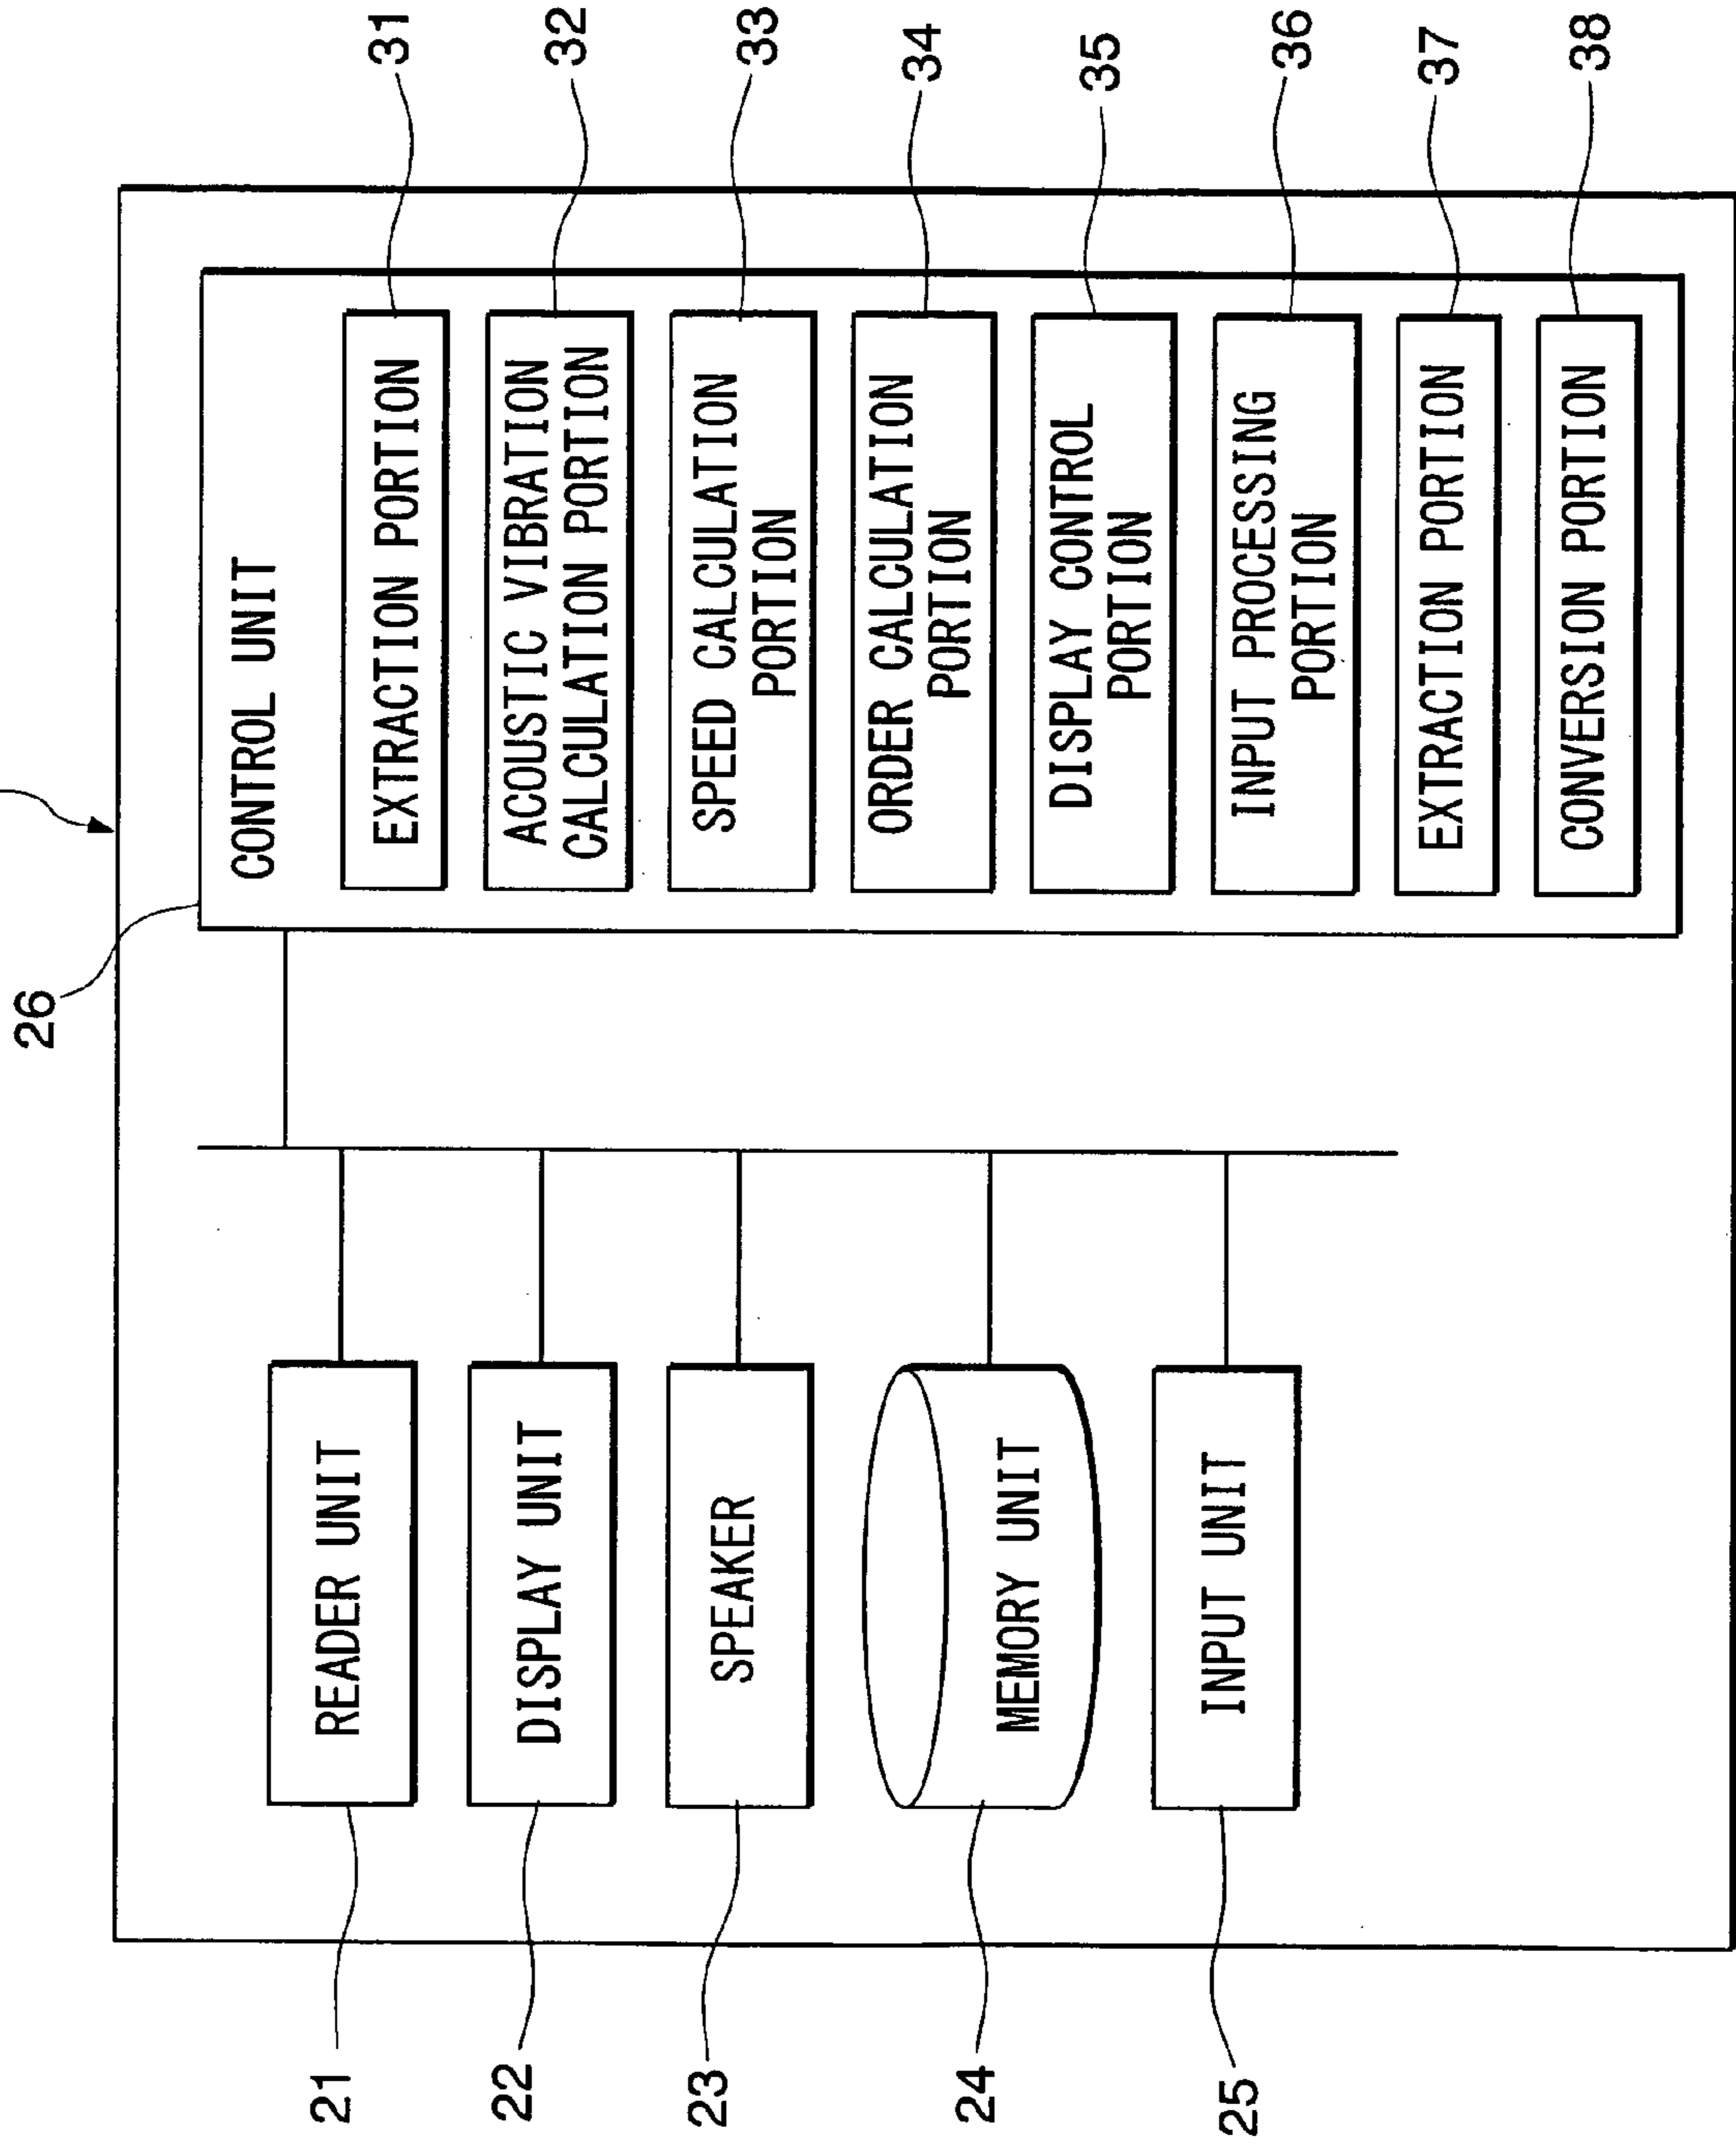 26
CONTROL UNIT
21
READER UNIT
22
DISPLAY UNIT
23
SPEAKER
24
MEMORY UNIT
25
INPUT UNIT
EXTRACTION PORTION
31
ACOUSTIC VIBRATION
CALCULATION PORTION
32
SPEED CALCULATION
PORTION
33
ORDER CALCULATION
PORTION
34
DISPLAY CONTROL
PORTION
35
INPUT PROCESSING
PORTION
36
EXTRACTION PORTION
37
CONVERSION PORTION
38